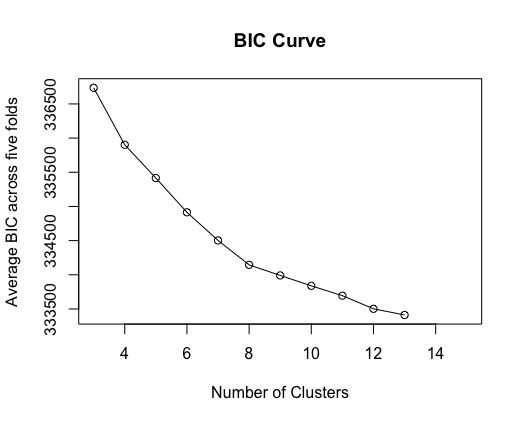 BIC Curve
Average BIC across five folds
336500
335500
334500
333500
4 6 8 10 12 14
Number of Clusters